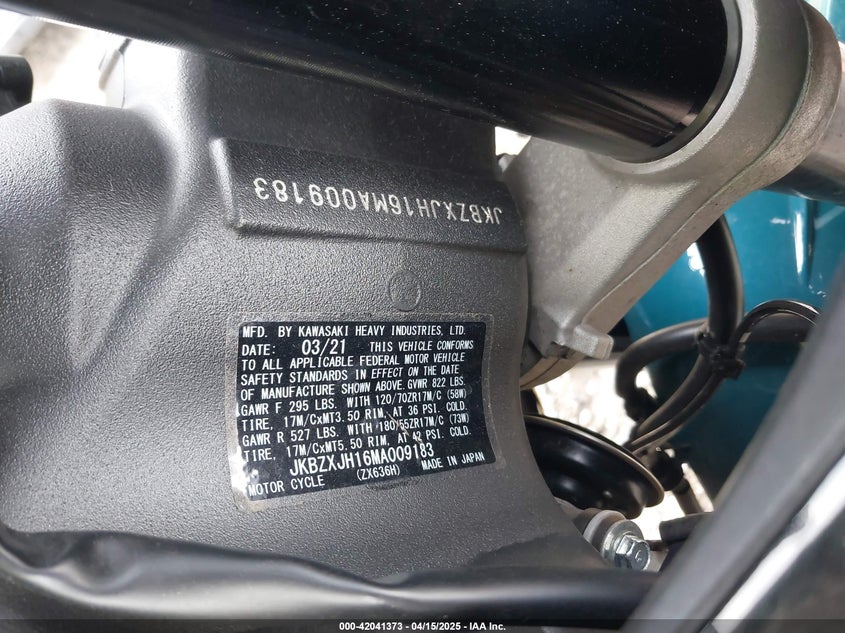 JKBZXJH16MA009183
MFD. BY KAWASAKI HEAVY INDUSTRIES, LTD.
DATE: 03/21 THIS VEHICLE CONFORMS
TO ALL APPLICABLE FEDERAL MOTOR VEHICLE
SAFETY STANDARDS IN EFFECT ON THE DATE
OF MANUFACTURE SHOWN ABOVE. GVWR 822 LBS.
GAWR F 295 LBS. WITH 120/70ZR17M/C (58W)
TIRE, 17M/CxMT3.50 RIM, AT 36 PSI. COLD.
GAWR R 527 LBS. WITH 180/55ZR17M/C (73W)
TIRE, 17M/CxMT5.50 RIM, AT 42 PSI. COLD.
JKBZXJH16MA009183
MOTOR CYCLE (ZX636H) MADE IN JAPAN
000-42041373 - 04/15/2025 - IAA Inc.